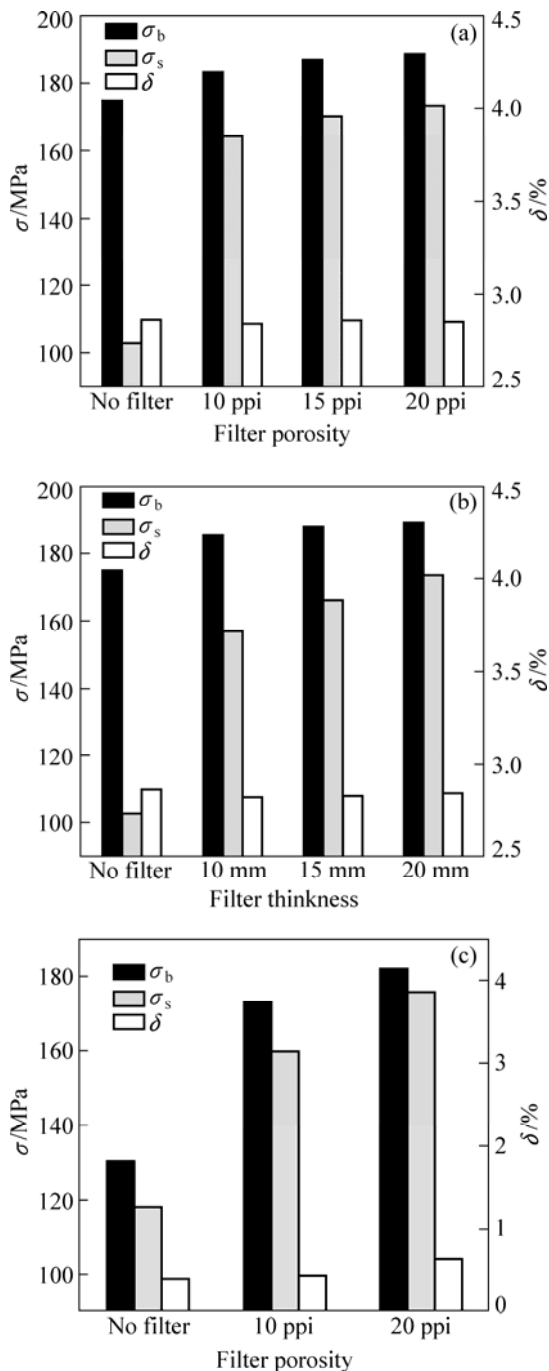 (a)
σb
σs
δ
200
180
160
140
120
100
σ/MPa
4.5
4.0
3.5
3.0
2.5
δ/%
No filter 10 ppi 15 ppi 20 ppi
Filter porosity
(b)
σb
σs
δ
200
180
160
140
120
100
σ/MPa
4.5
4.0
3.5
3.0
2.5
δ/%
No filter 10 mm 15 mm 20 mm
Filter thinkness
(c)
σb
σs
δ
180
160
140
120
100
σ/MPa
4
3
2
1
0
δ/%
No filter 10 ppi 20 ppi
Filter porosity